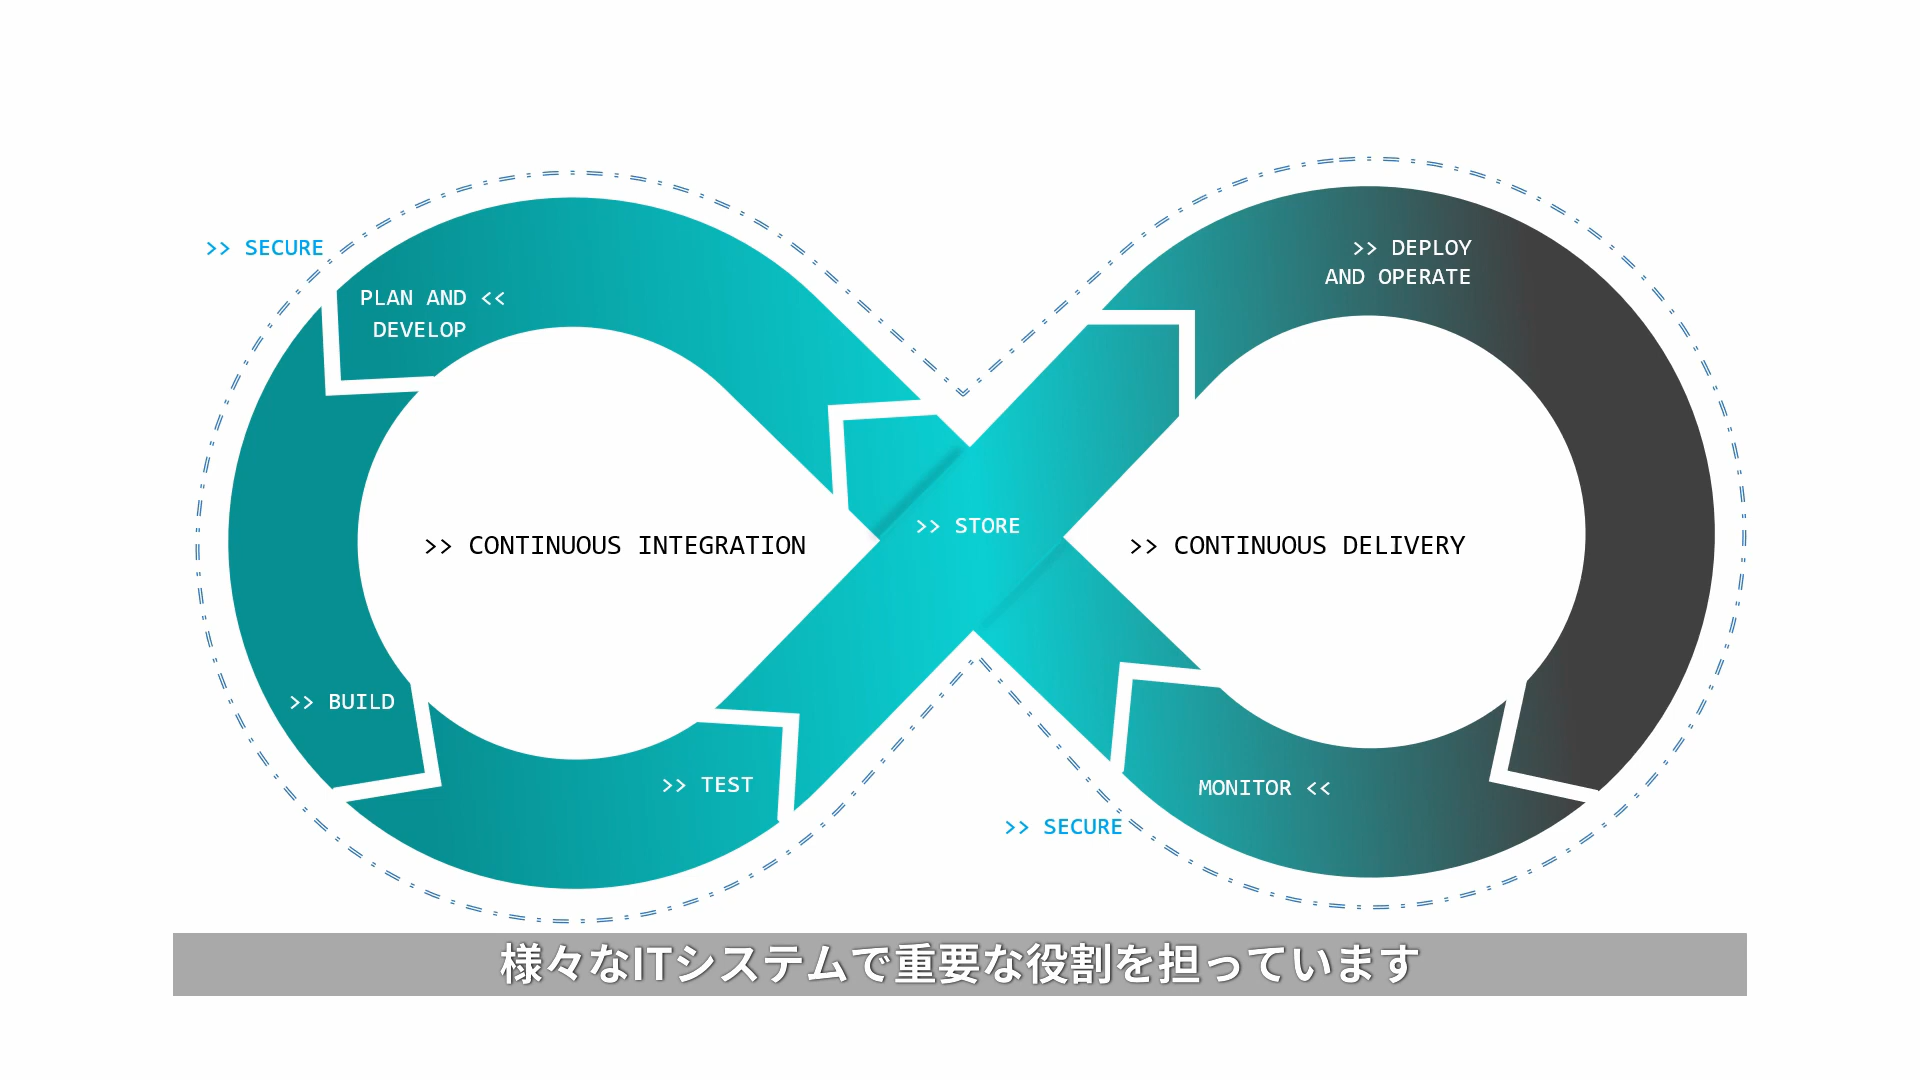 >> SECURE
PLAN AND <<
DEVELOP
>> DEPLOY
AND OPERATE
>> CONTINUOUS INTEGRATION
>> STORE
>> CONTINUOUS DELIVERY
>> BUILD
>> TEST
MONITOR <<
>> SECURE
様々なITシステムで重要な役割を担っています